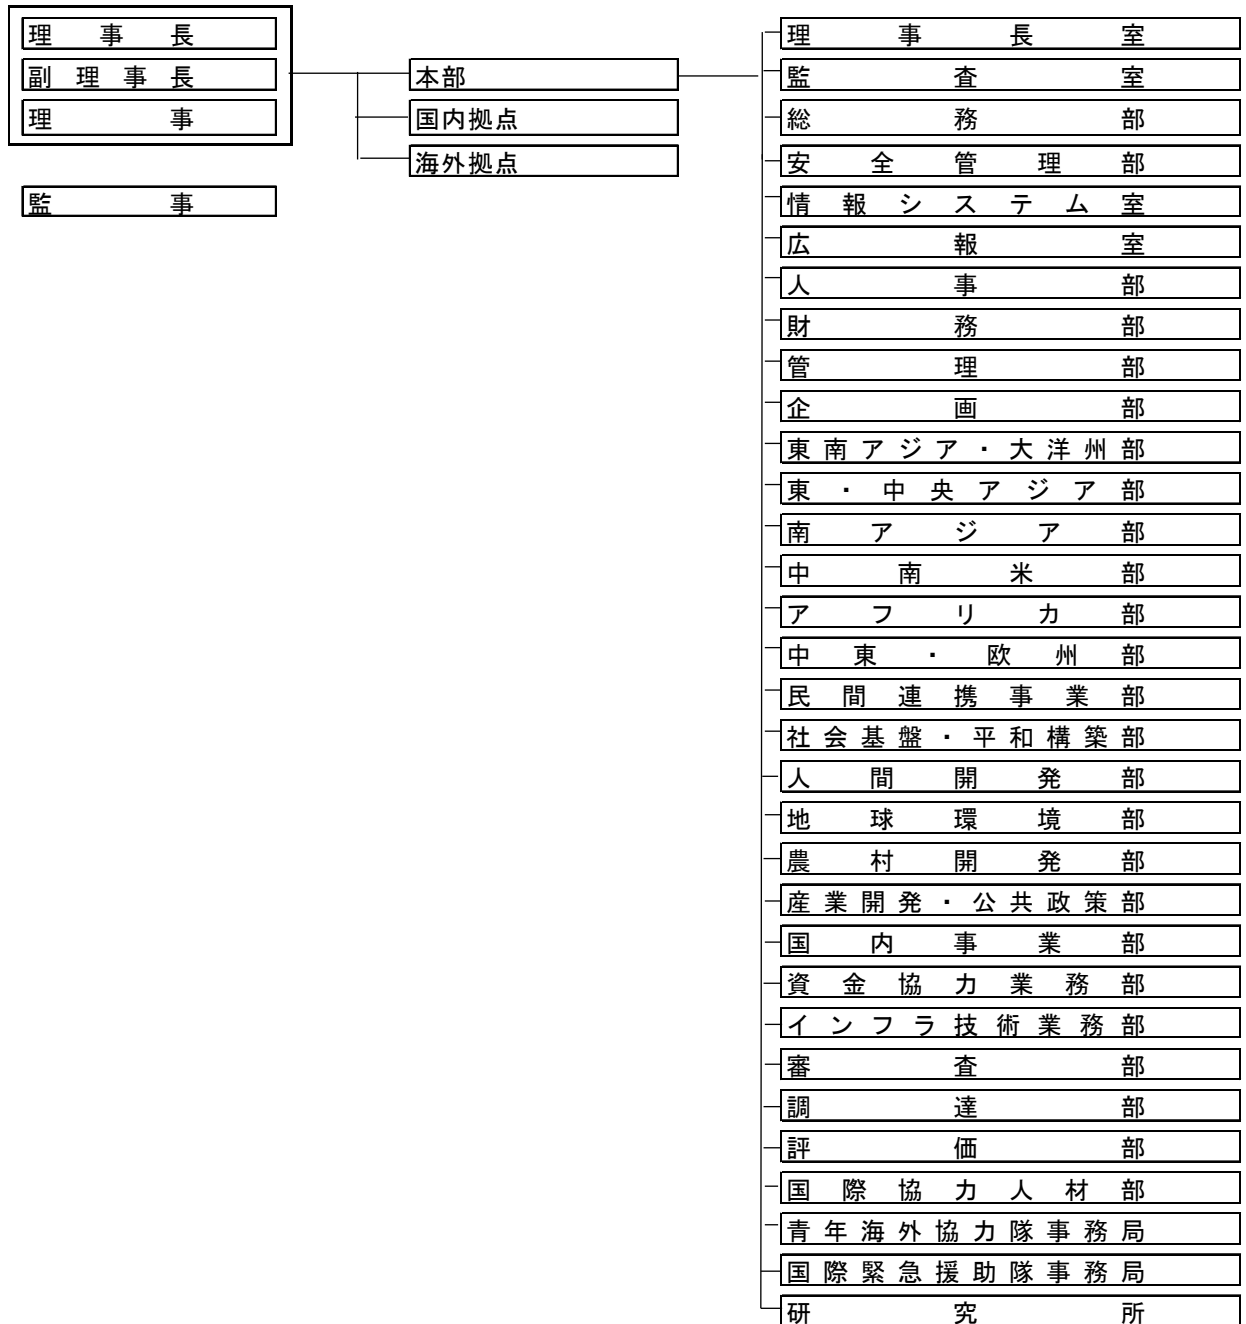 理事長
副理事長
理事
監事
本部
国内拠点
海外拠点
理事長室
監査室
総務部
安全管理部
情報システム室
広報室
人事部
財務部
管理部
企画部
東南アジア・大洋州部
東・中央アジア部
南アジア部
中南米部
アフリカ部
中東・欧州部
民間連携事業部
社会基盤・平和構築部
人間開発部
地球環境部
農村開発部
産業開発・公共政策部
国内事業部
資金協力業務部
インフラ技術業務部
審査部
調達部
評価部
国際協力人材部
青年海外協力隊事務局
国際緊急援助隊事務局
研究所